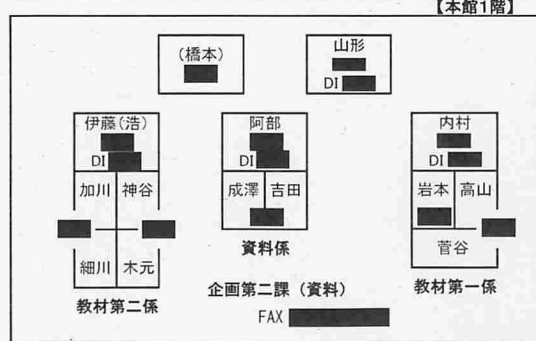 【本館1階】
(橋本)
山形
DI
伊藤(浩)
DI
阿部
DI
内村
DI
加川
神谷
成澤
吉田
岩本
高山
細川
木元
菅谷
資料係
教材第二係
教材第一係
企画第二課（資料）
FAX